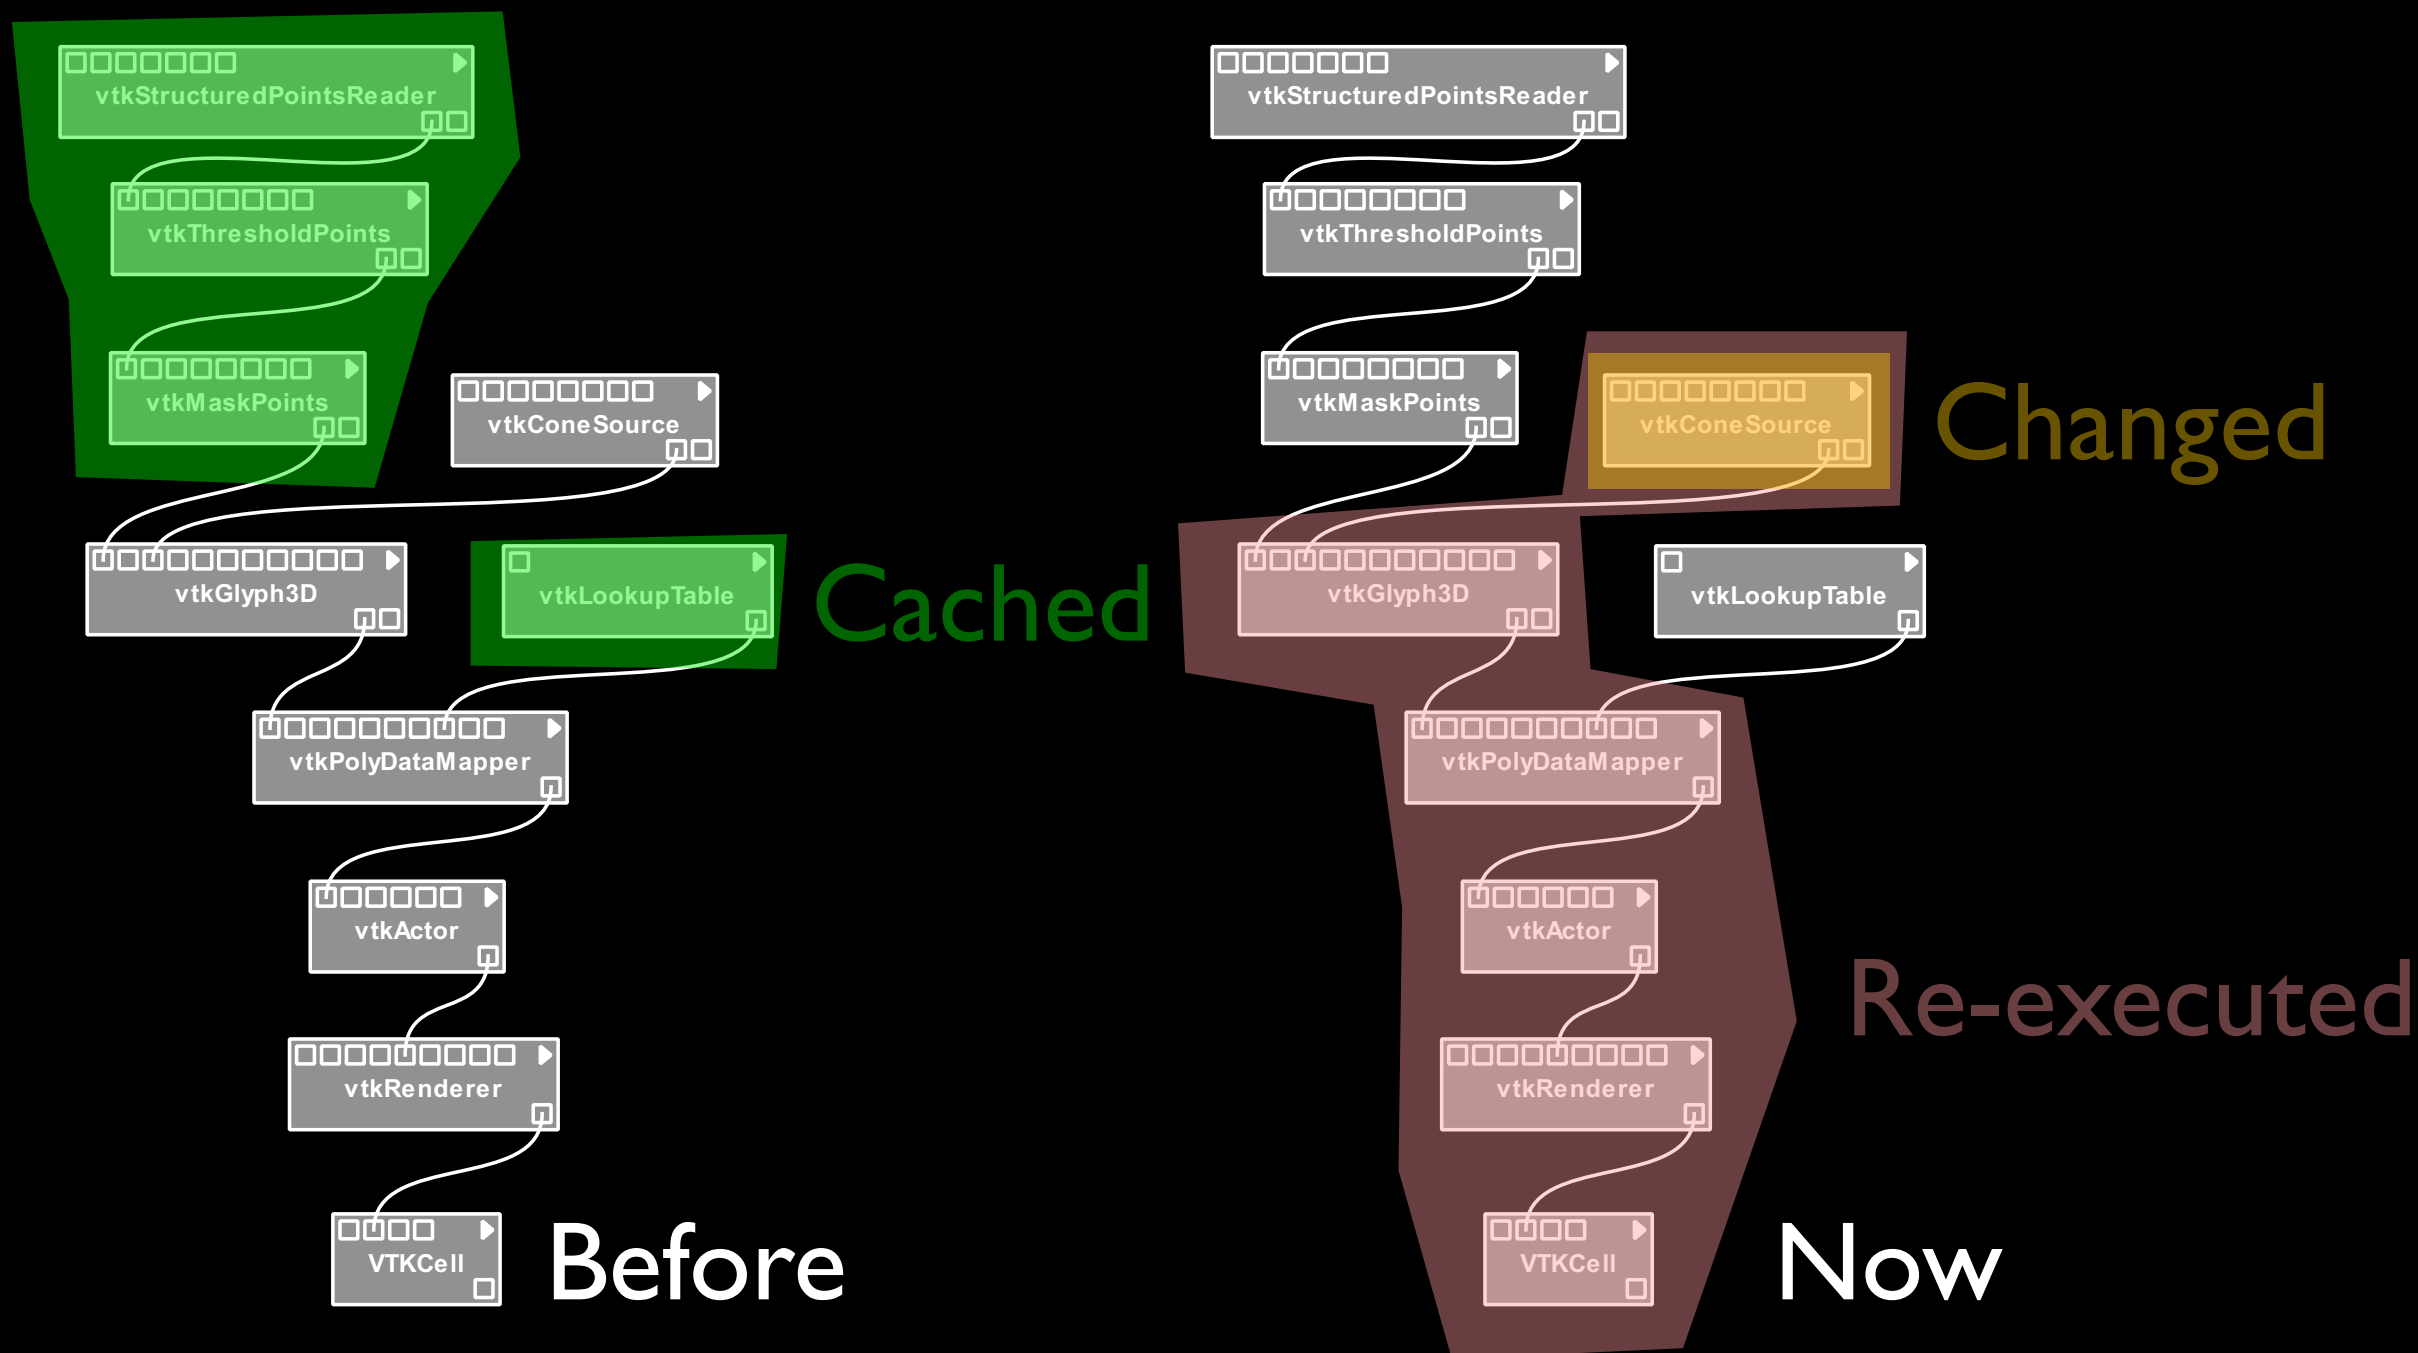 vtkStructuredPointsReader
vtkThresholdPoints
vtkMaskPoints
vtkConeSource
vtkGlyph3D
vtkLookupTable
Cached
vtkPolyDataMapper
vtkActor
vtkRenderer
VTKCell
Before
vtkStructuredPointsReader
vtkThresholdPoints
vtkMaskPoints
vtkConeSource
Changed
vtkGlyph3D
vtkLookupTable
vtkPolyDataMapper
vtkActor
Re-executed
vtkRenderer
VTKCell
Now